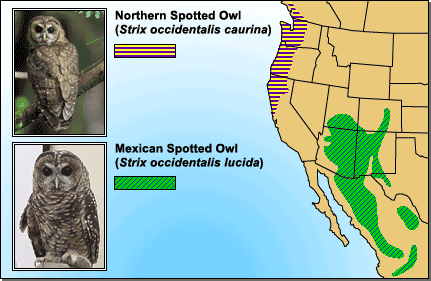 Northern Spotted Owl
(Strix occidentalis caurina)
Mexican Spotted Owl
(Strix occidentalis lucida)